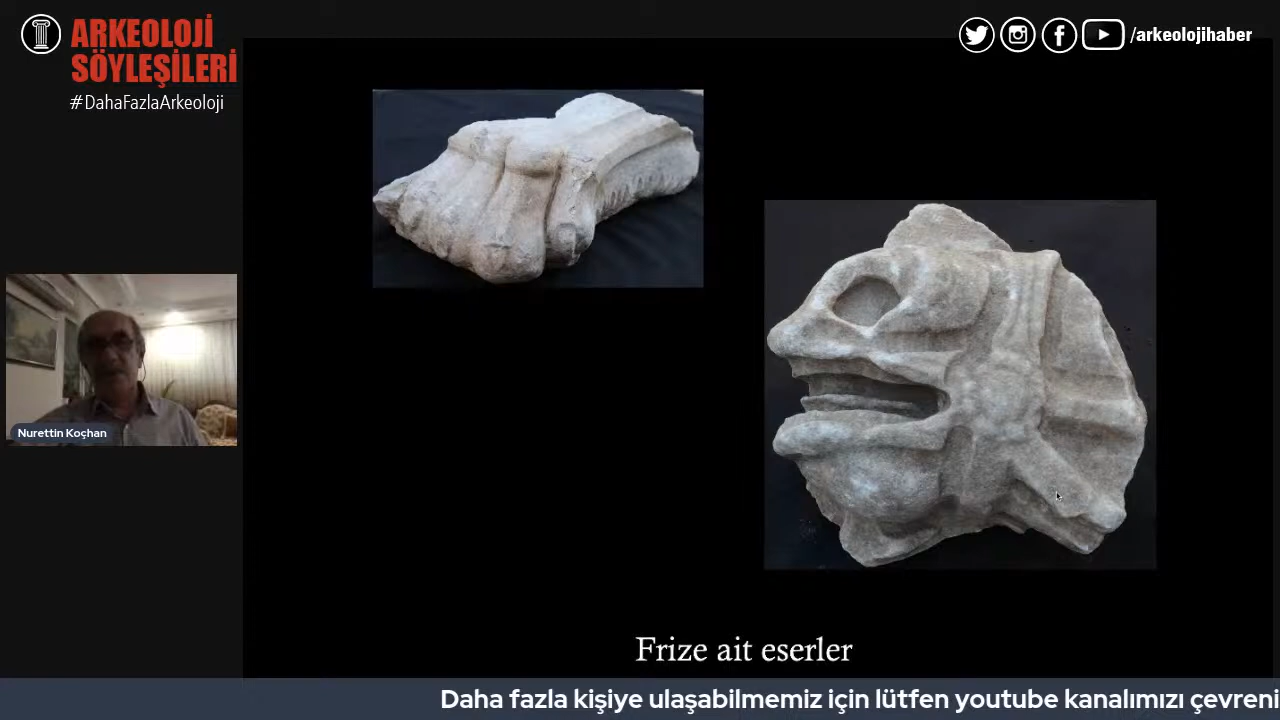 ARKEOLOJİ
SÖYLEŞİLERİ
#DahaFazlaArkeoloji
/arkeolojihaber
Nurettin Koçhan
Frize ait eserler
Daha fazla kişiye ulaşabilmemiz için lütfen youtube kanalımızı çevreni